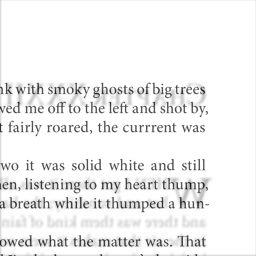 nk with smoky ghosts of big trees
wed me off to the left and shot by,
t fairly roared, the currrent was
wo it was solid white and still
hen, listening to my heart thump,
a breath while it thumped a hun-
owed what the matter was. That